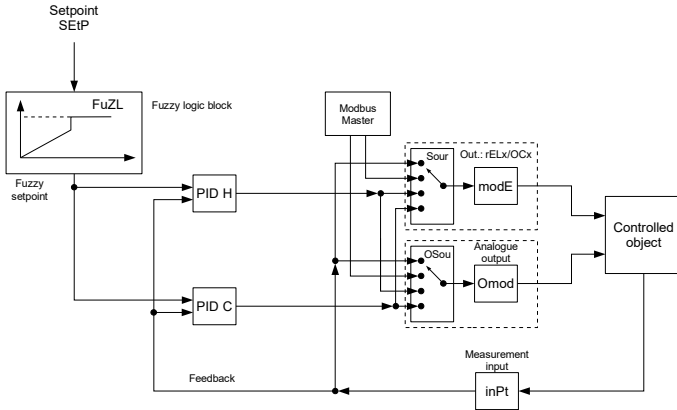 Setpoint
SEtP
FuZL
Fuzzy logic block
Fuzzy
setpoint
Modbus
Master
Sour
Out.: rELx/OCx
modE
PID H
Controlled
object
OSou
Analogue
output
Omod
PID C
Feedback
Measurement
input
inPt